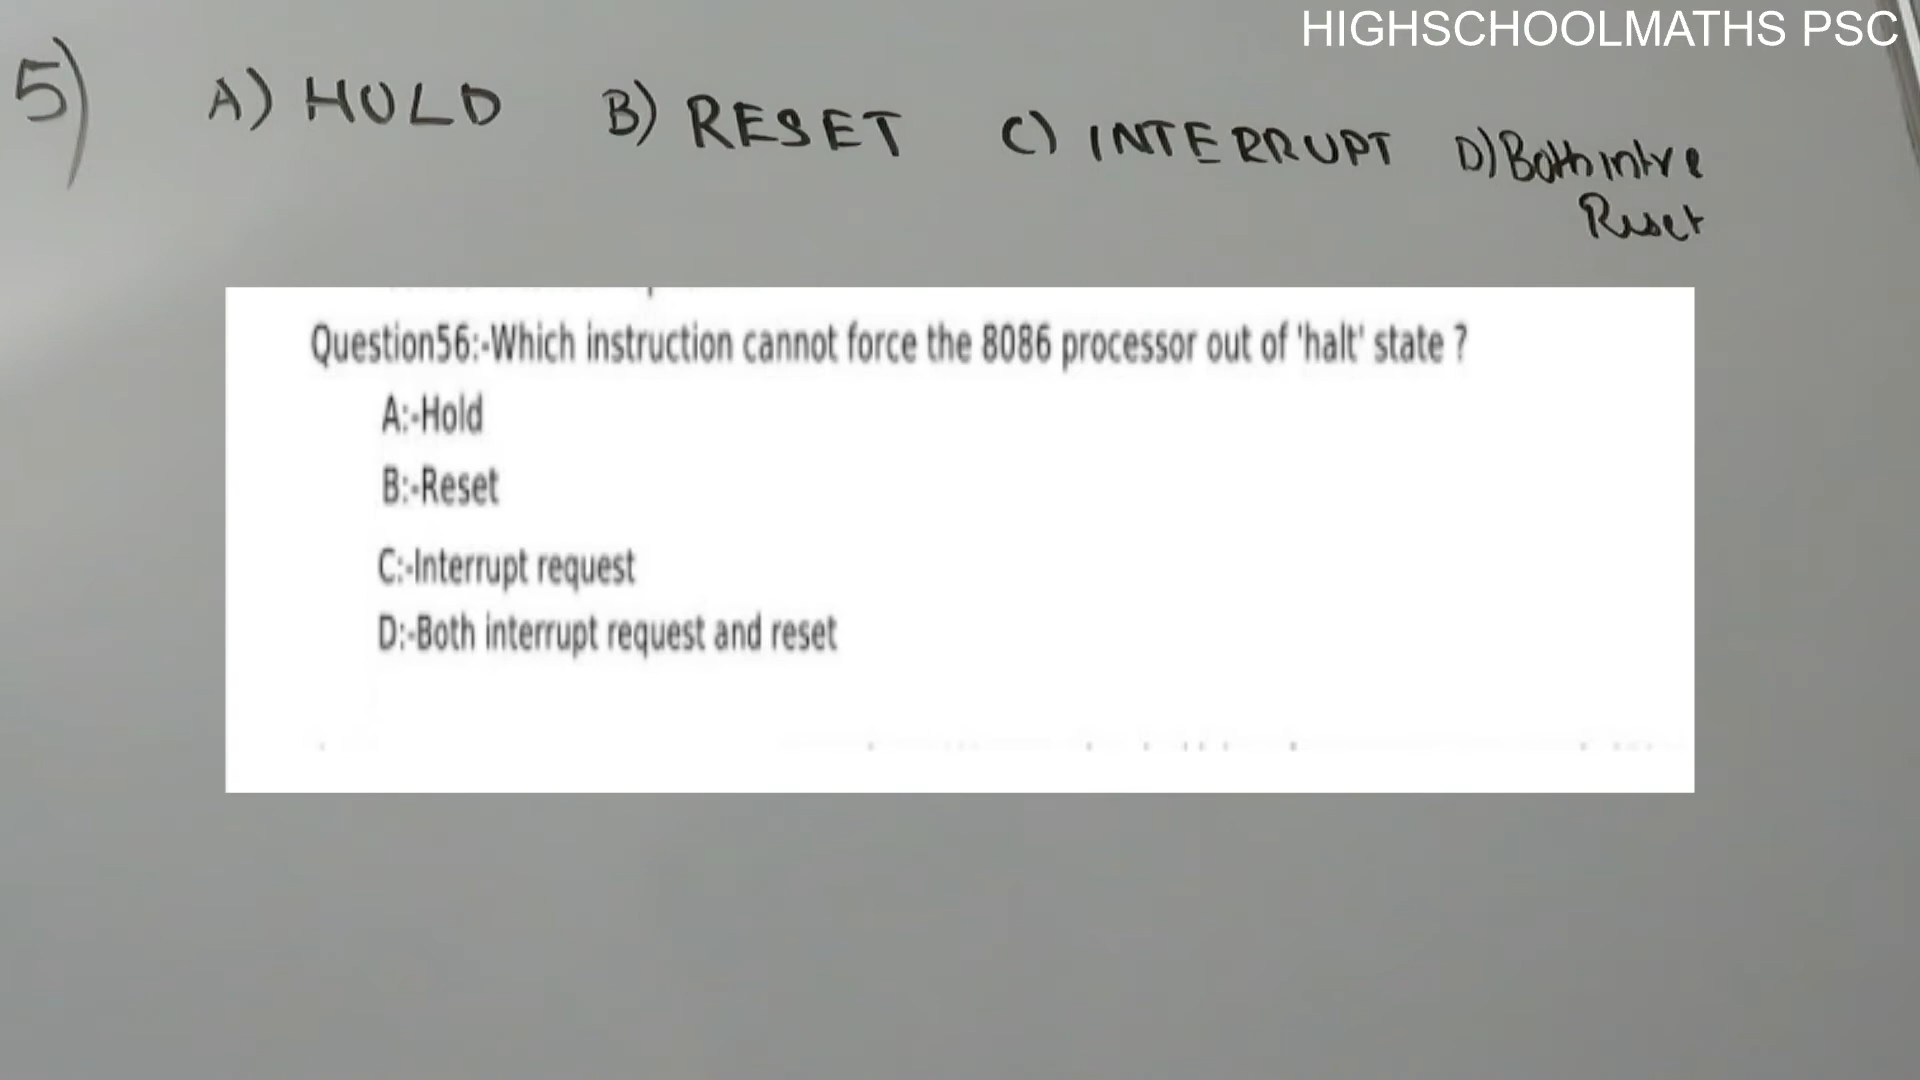 HIGHSCHOOLMATHS PSC
5) A) HOLD B) RESET C) INTERRUPT D) Both
Reset
Question56:-Which instruction cannot force the 8086 processor out of 'halt' state ?
A:-Hold
B:-Reset
C:-Interrupt request
D:-Both interrupt request and reset